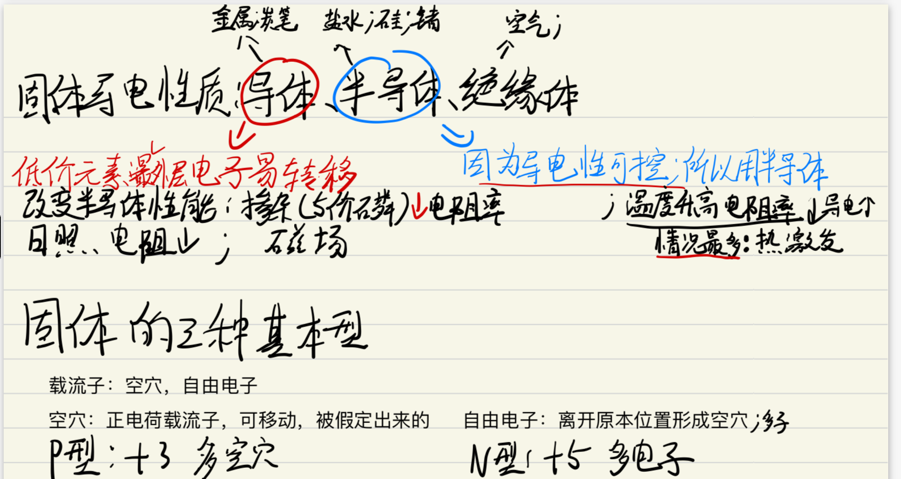 金属 炭笔 盐水;硅;锗 空气;
固体导电性质:导体、半导体、绝缘体
低价元素最外层电子易转移 因为导电性可控;所以用半导体
改变半导体性能:掺杂(5价磷)↓电阻率 ;温度升高电阻率↓导电↑
日照、电阻↓; 磁场 情况最多:热激发
固体的三种基本型
载流子:空穴,自由电子
空穴:正电荷载流子,可移动,被假定出来的 自由电子:离开原本位置形成空穴;多子
P型:+3 多空穴 N型:+5 多电子